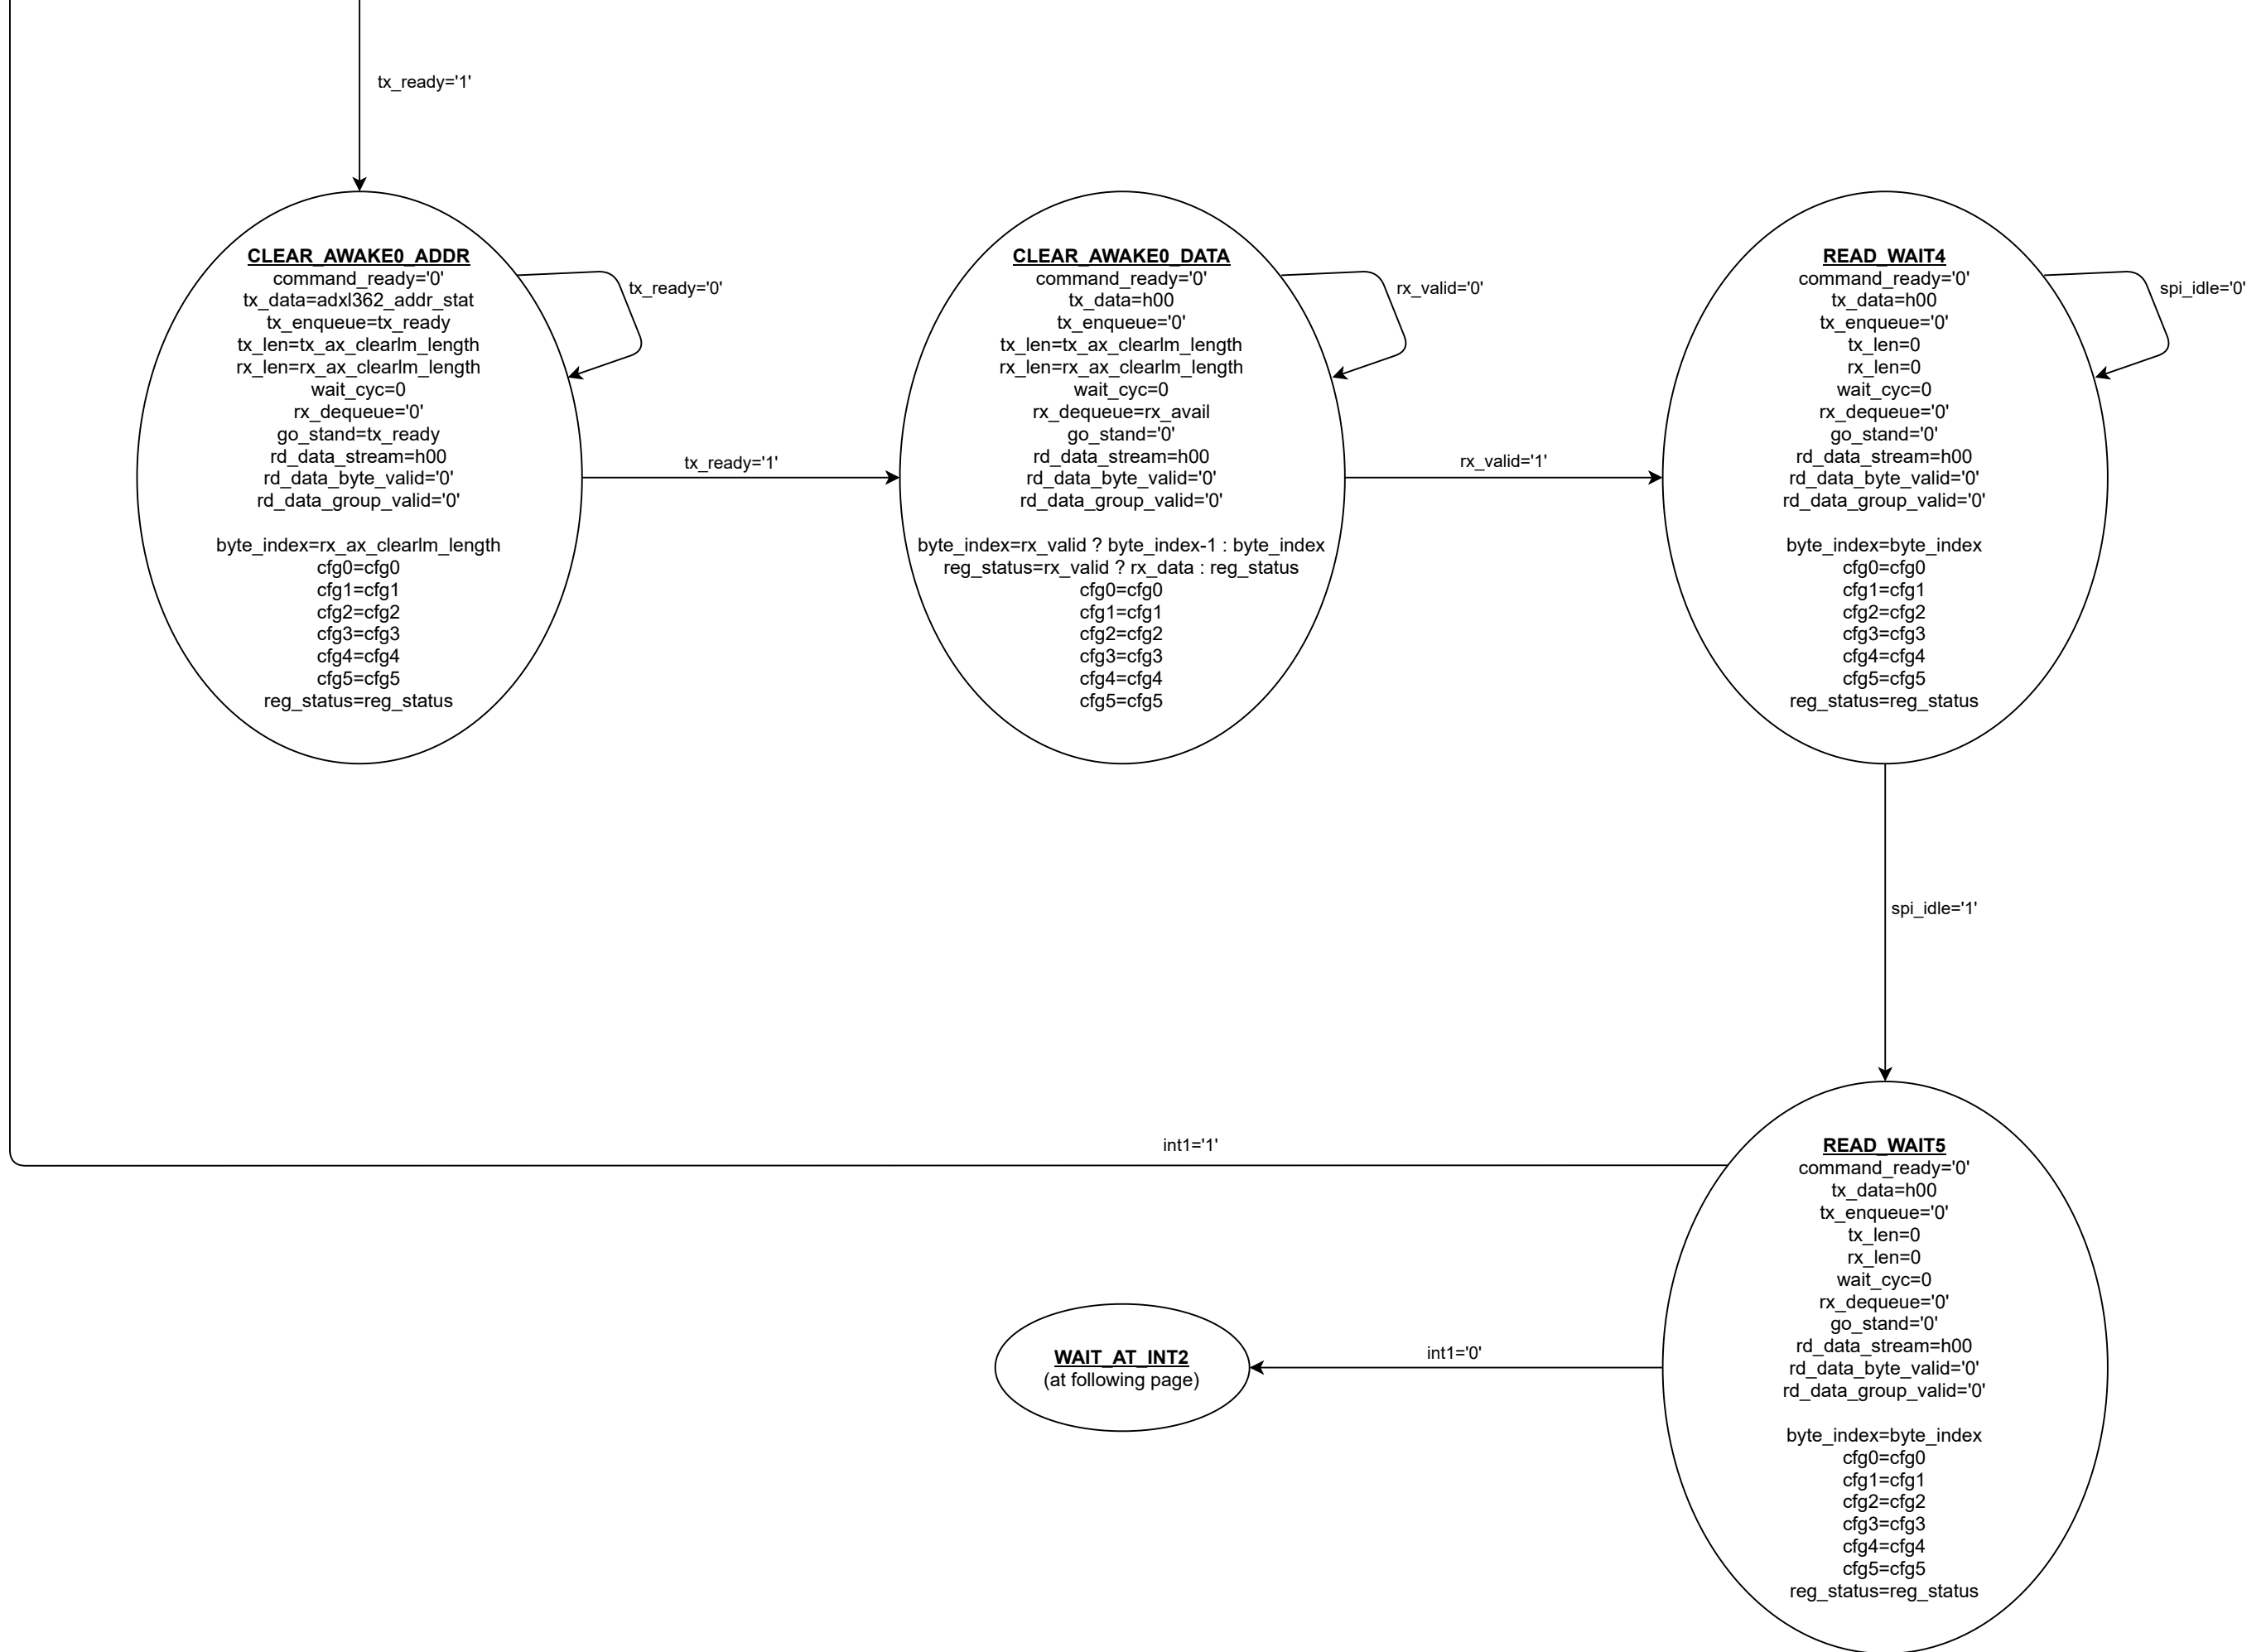 tx_ready='1'
CLEAR_AWAKE0_ADDR
command_ready='0'
tx_data=adxl362_addr_stat
tx_enqueue=tx_ready
tx_len=tx_ax_clearlm_length
rx_len=rx_ax_clearlm_length
wait_cyc=0
rx_dequeue='0'
go_stand=tx_ready
rd_data_stream=h00
rd_data_byte_valid='0'
rd_data_group_valid='0'
byte_index=rx_ax_clearlm_length
cfg0=cfg0
cfg1=cfg1
cfg2=cfg2
cfg3=cfg3
cfg4=cfg4
cfg5=cfg5
reg_status=reg_status
tx_ready='0'
tx_ready='1'
CLEAR_AWAKE0_DATA
command_ready='0'
tx_data=h00
tx_enqueue='0'
tx_len=tx_ax_clearlm_length
rx_len=rx_ax_clearlm_length
wait_cyc=0
rx_dequeue=rx_avail
go_stand='0'
rd_data_stream=h00
rd_data_byte_valid='0'
rd_data_group_valid='0'
byte_index=rx_valid ? byte_index-1 : byte_index
reg_status=rx_valid ? rx_data : reg_status
cfg0=cfg0
cfg1=cfg1
cfg2=cfg2
cfg3=cfg3
cfg4=cfg4
cfg5=cfg5
rx_valid='0'
rx_valid='1'
READ_WAIT4
command_ready='0'
tx_data=h00
tx_enqueue='0'
tx_len=0
rx_len=0
wait_cyc=0
rx_dequeue='0'
go_stand='0'
rd_data_stream=h00
rd_data_byte_valid='0'
rd_data_group_valid='0'
byte_index=byte_index
cfg0=cfg0
cfg1=cfg1
cfg2=cfg2
cfg3=cfg3
cfg4=cfg4
cfg5=cfg5
reg_status=reg_status
spi_idle='0'
spi_idle='1'
int1='1'
READ_WAIT5
command_ready='0'
tx_data=h00
tx_enqueue='0'
tx_len=0
rx_len=0
wait_cyc=0
rx_dequeue='0'
go_stand='0'
rd_data_stream=h00
rd_data_byte_valid='0'
rd_data_group_valid='0'
byte_index=byte_index
cfg0=cfg0
cfg1=cfg1
cfg2=cfg2
cfg3=cfg3
cfg4=cfg4
cfg5=cfg5
reg_status=reg_status
int1='0'
WAIT_AT_INT2
(at following page)